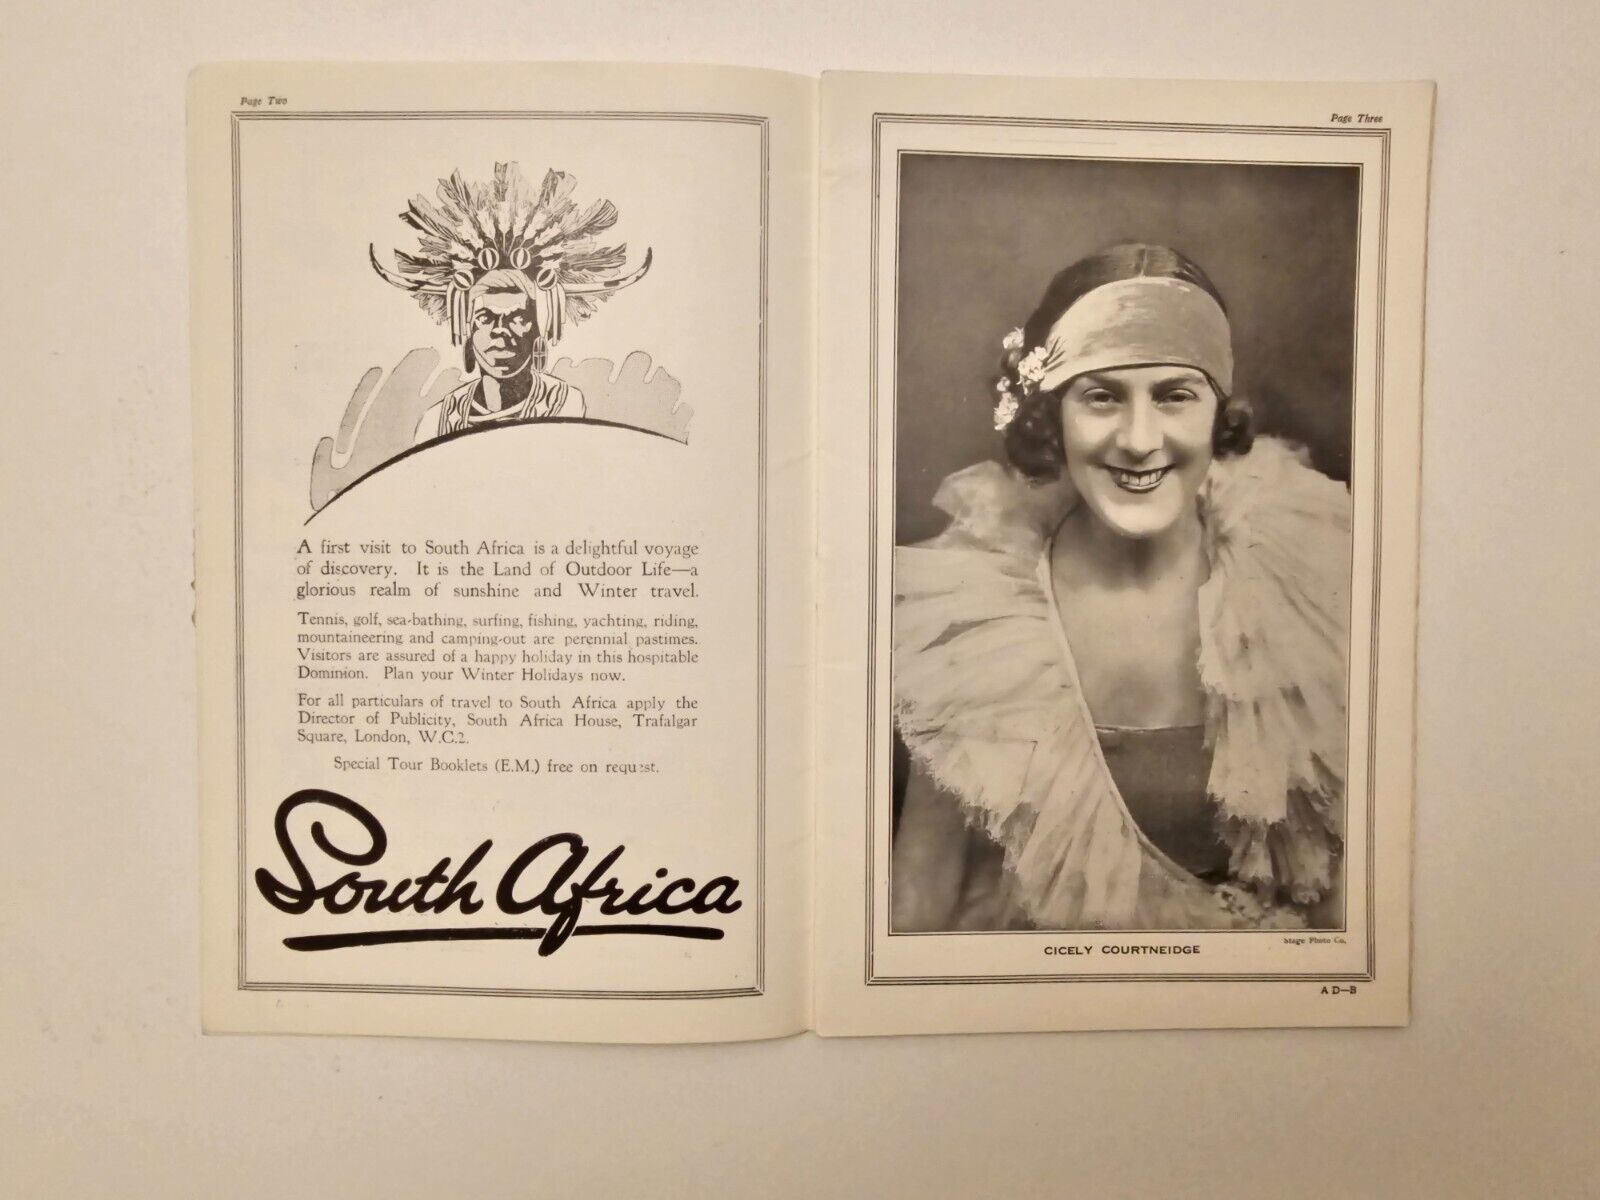 Page Two
A first visit to South Africa is a delightful voyage
of discovery. It is the Land of Outdoor Life—a
glorious realm of sunshine and Winter travel.
Tennis, golf, sea-bathing, surfing, fishing, yachting, riding,
mountaineering and camping-out are perennial pastimes.
Visitors are assured of a happy holiday in this hospitable
Dominion. Plan your Winter Holidays now.
For all particulars of travel to South Africa apply the
Director of Publicity, South Africa House, Trafalgar
Square, London, W.C.2.
Special Tour Booklets (E.M.) free on request.
South Africa
Page Three
Stage Photo Co.
CICELY COURTNEIDGE
A D—B